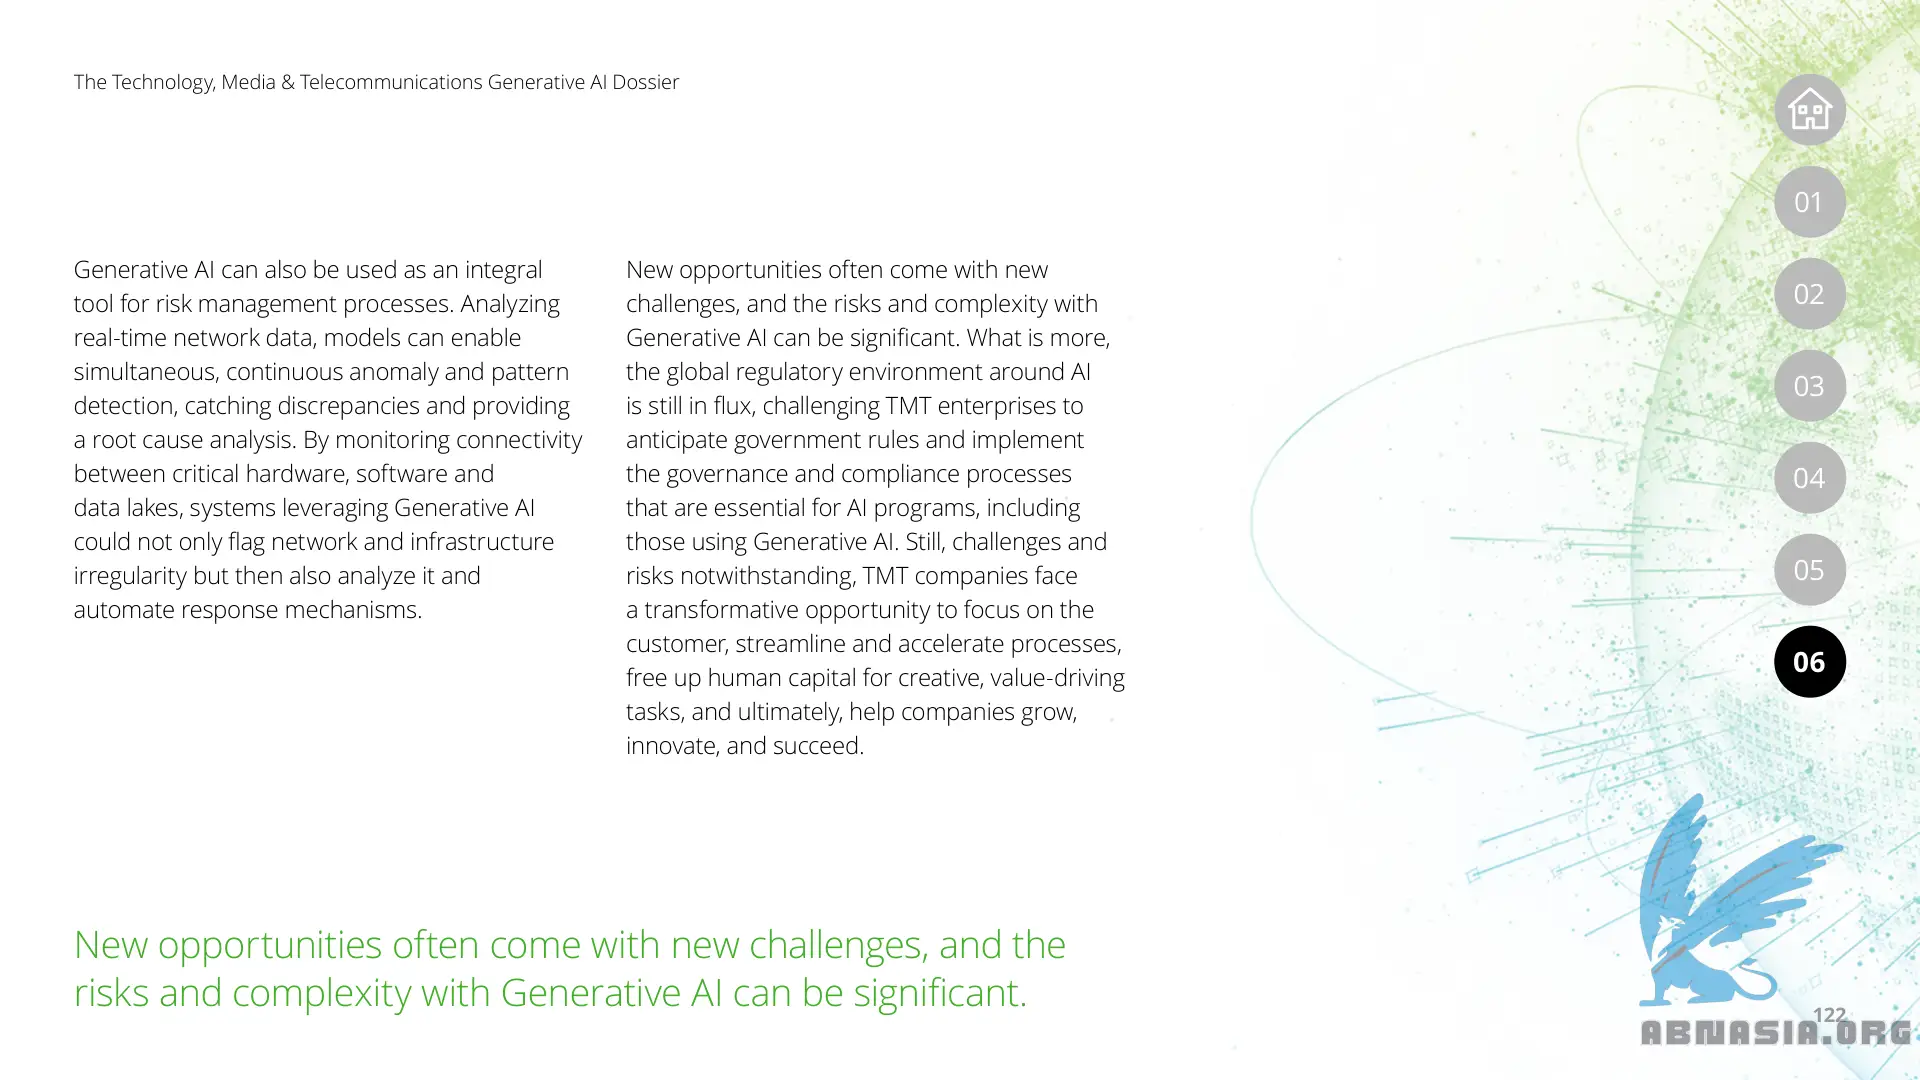 The Technology, Media & Telecommunications Generative AI Dossier
Generative AI can also be used as an integral
tool for risk management processes. Analyzing
real-time network data, models can enable
simultaneous, continuous anomaly and pattern
detection, catching discrepancies and providing
a root cause analysis. By monitoring connectivity
between critical hardware, software and
data lakes, systems leveraging Generative AI
could not only flag network and infrastructure
irregularity but then also analyze it and
automate response mechanisms.
New opportunities often come with new
challenges, and the risks and complexity with
Generative AI can be significant. What is more,
the global regulatory environment around AI
is still in flux, challenging TMT enterprises to
anticipate government rules and implement
the governance and compliance processes
that are essential for AI programs, including
those using Generative AI. Still, challenges and
risks notwithstanding, TMT companies face
a transformative opportunity to focus on the
customer, streamline and accelerate processes,
free up human capital for creative, value-driving
tasks, and ultimately, help companies grow,
innovate, and succeed.
New opportunities often come with new challenges, and the
risks and complexity with Generative AI can be significant.
01
02
03
04
05
06
122
ABNASIA.ORG